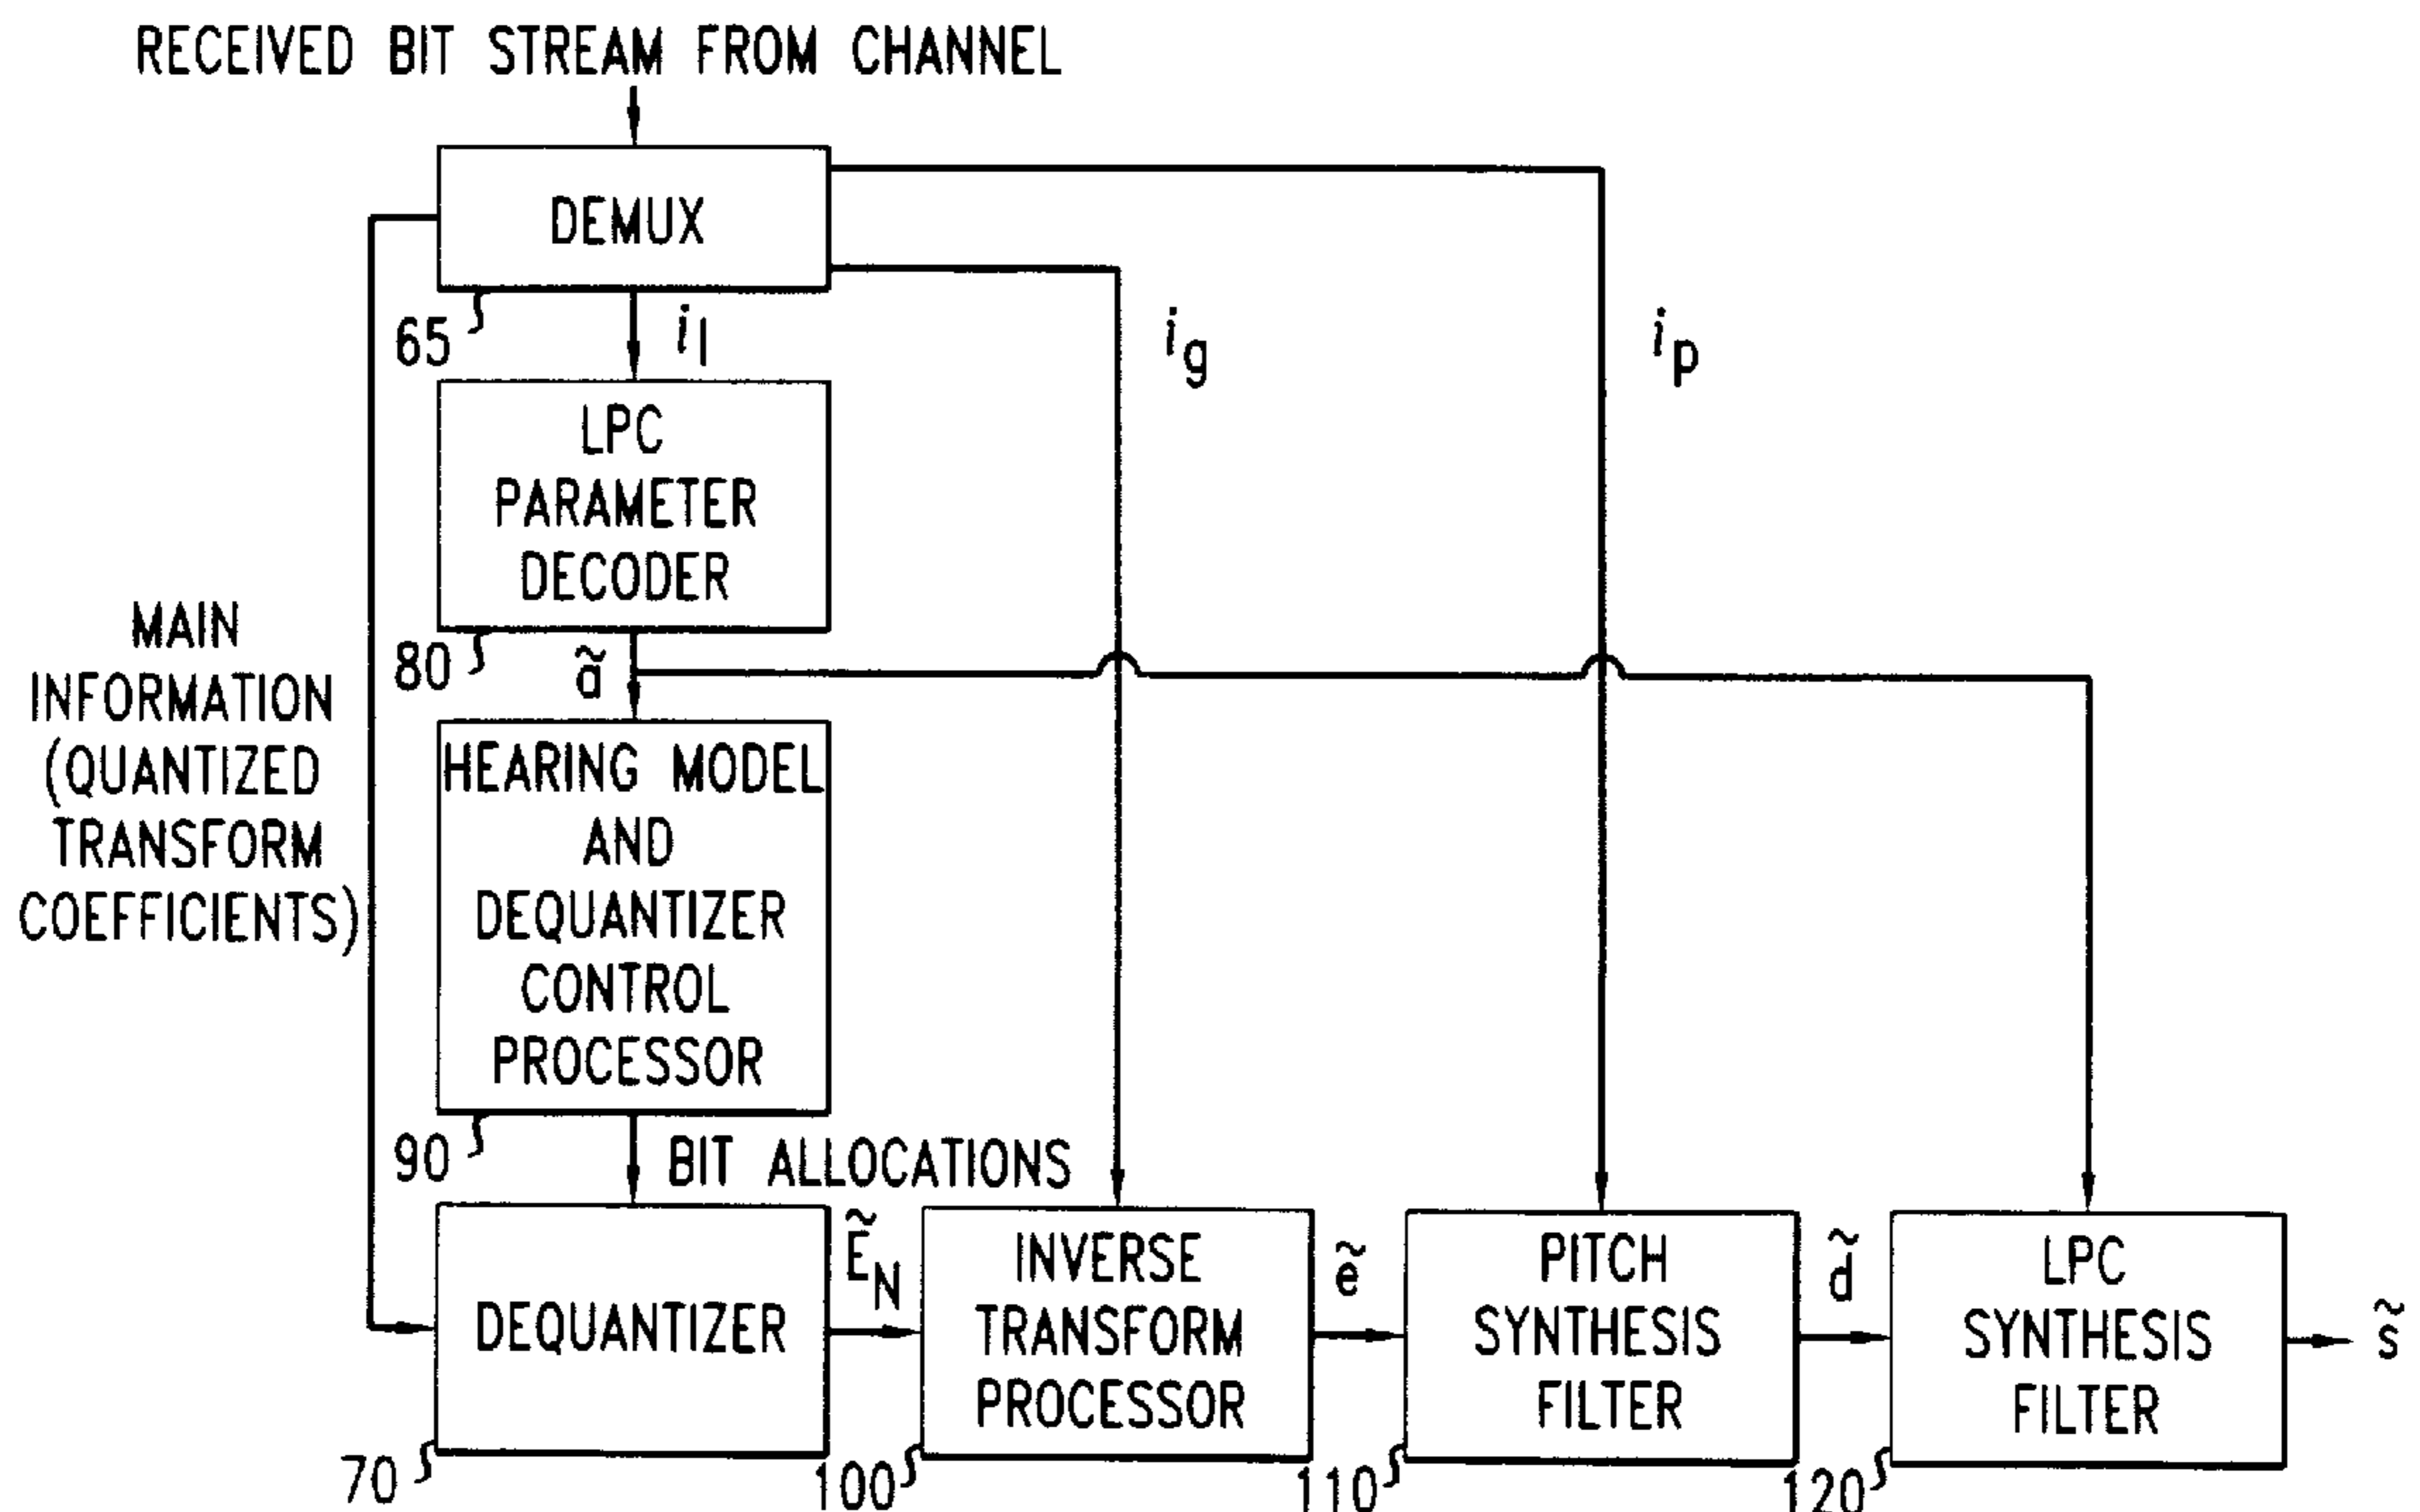 RECEIVED BIT STREAM FROM CHANNEL
DEMUX
65
i_l
i_g
i_p
LPC
PARAMETER
DECODER
80
ã
MAIN
INFORMATION
(QUANTIZED
TRANSFORM
COEFFICIENTS)
HEARING MODEL
AND
DEQUANTIZER
CONTROL
PROCESSOR
90
BIT ALLOCATIONS
DEQUANTIZER
70
Ẽ_N
INVERSE
TRANSFORM
PROCESSOR
100
ẽ
PITCH
SYNTHESIS
FILTER
110
d̃
LPC
SYNTHESIS
FILTER
120
s̃